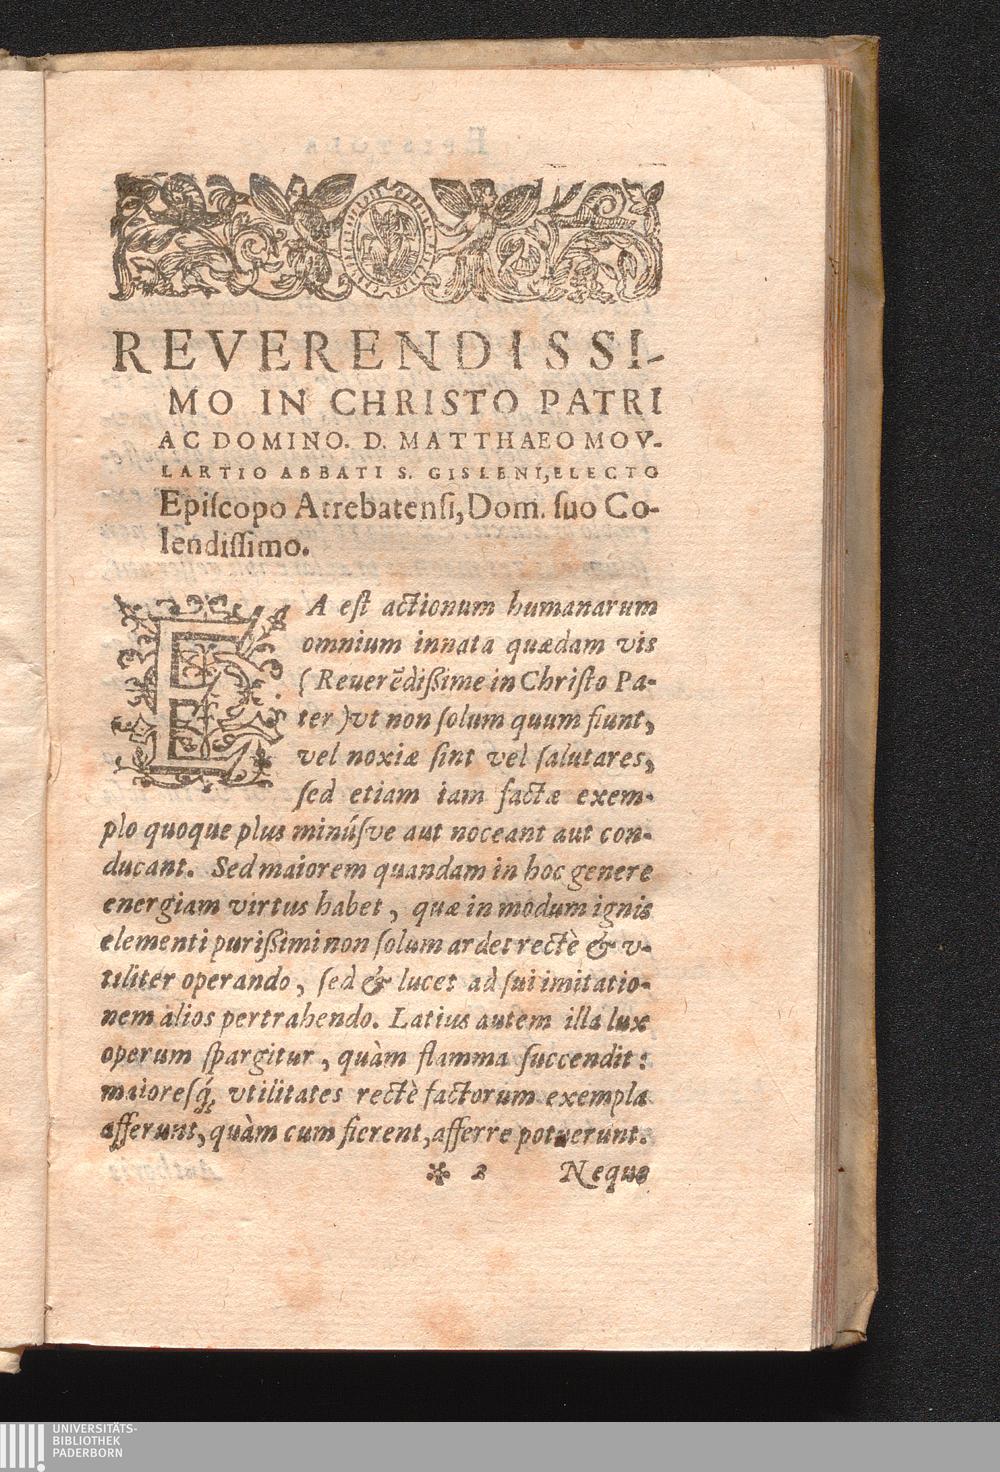 REVERENDISSI-
MO IN CHRISTO PATRI
AC DOMINO. D. MATTHAEO MOV-
LARTIO ABBATI S. GISLENI, ELECTO
Epiſcopo Atrebatenſi, Dom. ſuo Co-
lendiſſimo.
EA eſt actionum humanarum
omnium innata quædam vis
(Reuerẽdißime in Chriſto Pa-
ter) vt non ſolum quum fiunt,
vel noxiæ ſint vel ſalutares,
ſed etiam iam factæ exem-
plo quoque plus minúſve aut noceant aut con-
ducant. Sed maiorem quandam in hoc genere
energiam virtus habet, quæ in modum ignis
elementi purißimi non ſolum ardet rectè & v-
tiliter operando, ſed & lucet ad ſui imitatio-
nem alios pertrahendo. Latius autem illa lux
operum ſpargitur, quàm flamma ſuccendit:
maioreſq́; vtilitates rectè factorum exempla
afferunt, quàm cum fierent, afferre potuerunt.
* 2 Neque
UNIVERSITÄTS-
BIBLIOTHEK
PADERBORN